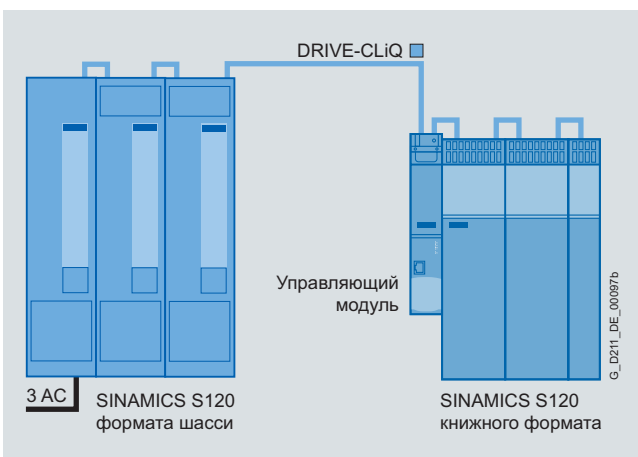 DRIVE-CLiQ
Управляющий
модуль
3 AC
SINAMICS S120
формата шасси
SINAMICS S120
книжного формата
G_D211_DE_00097b